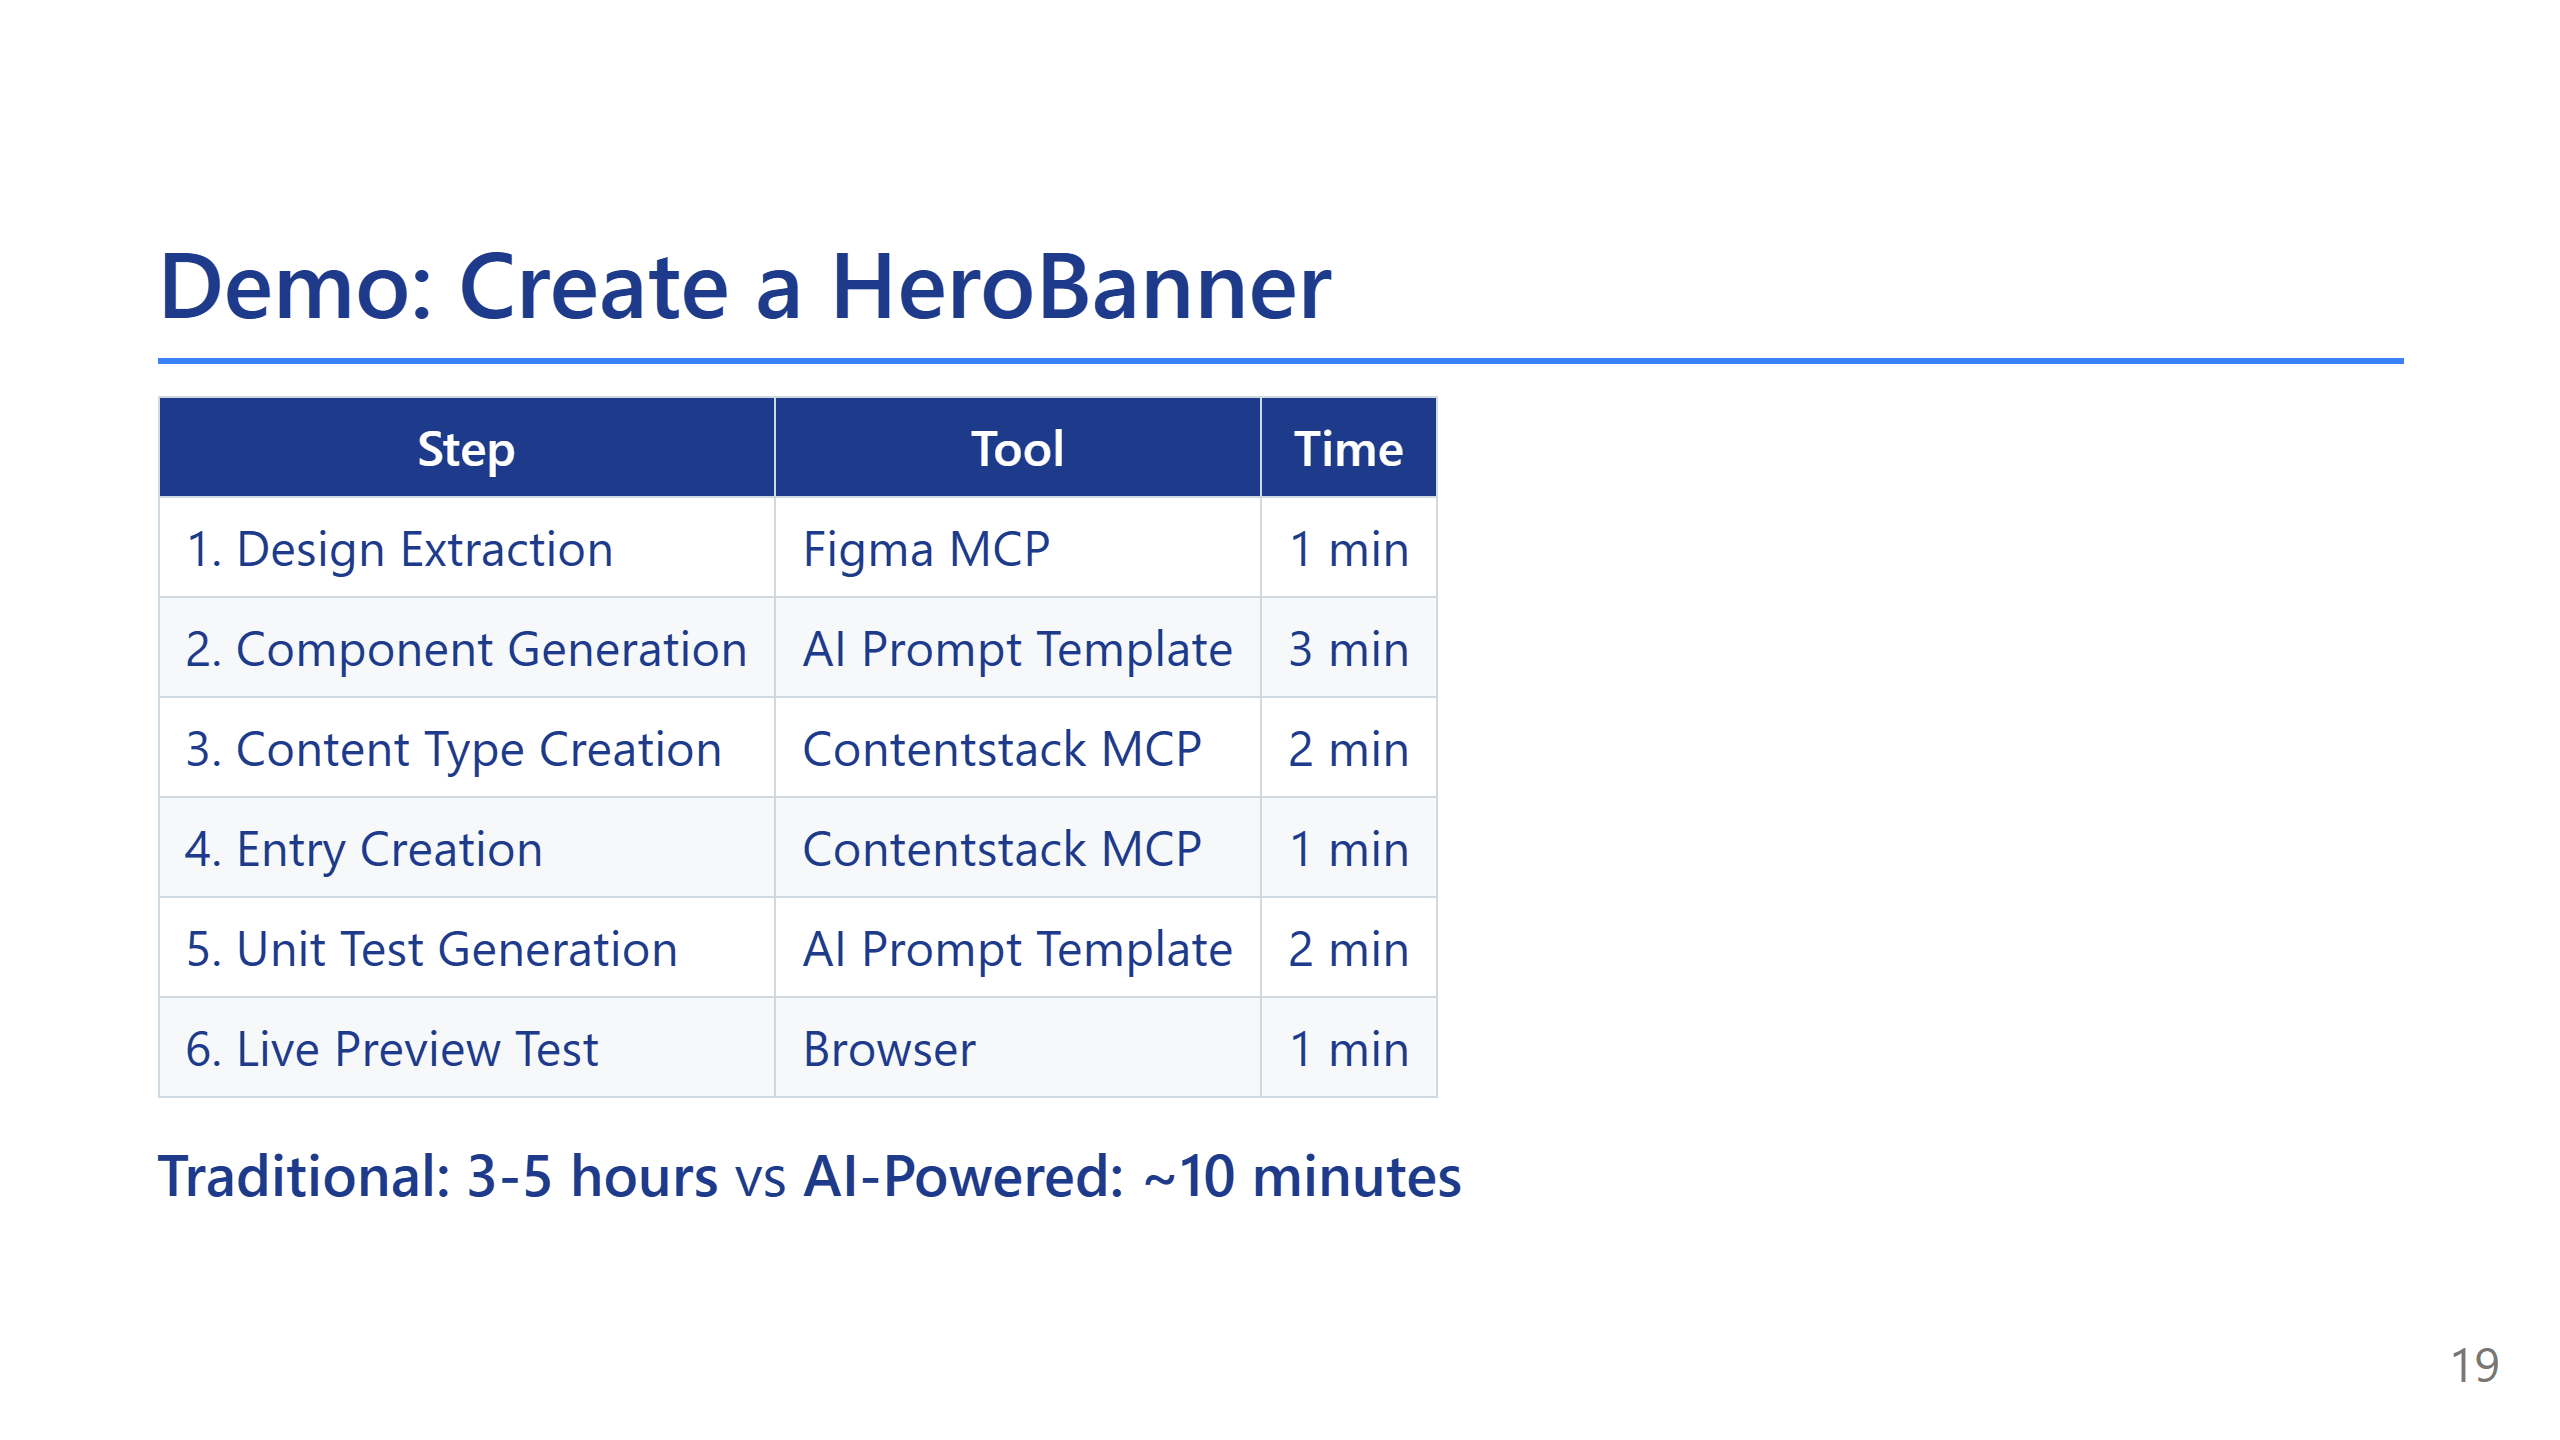 Demo: Create a HeroBanner
Step Tool Time
1. Design Extraction Figma MCP 1 min
2. Component Generation AI Prompt Template 3 min
3. Content Type Creation Contentstack MCP 2 min
4. Entry Creation Contentstack MCP 1 min
5. Unit Test Generation AI Prompt Template 2 min
6. Live Preview Test Browser 1 min
Traditional: 3-5 hours vs AI-Powered: ~10 minutes
19